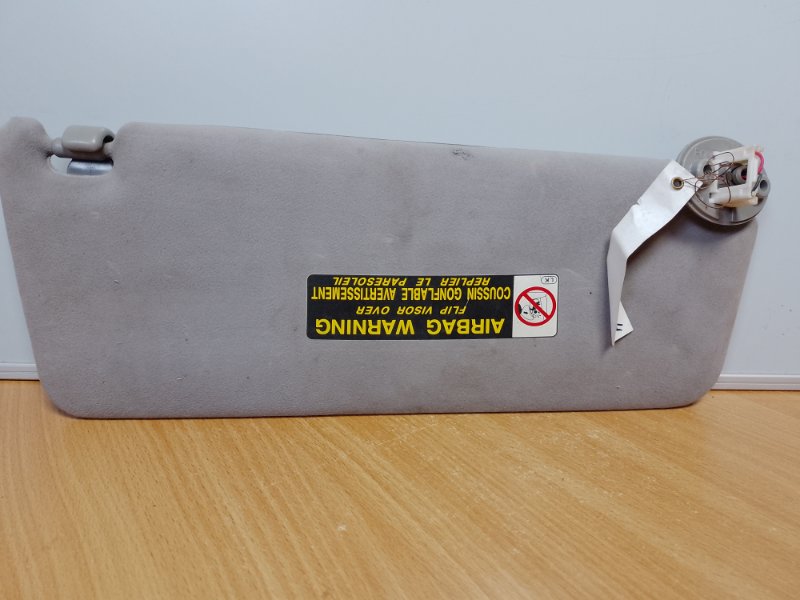 AIRBAG WARNING
FLIP VISOR OVER
COUSSIN GONFLABLE AVERTISSEMENT
REPLIER LE PARESOLEIL